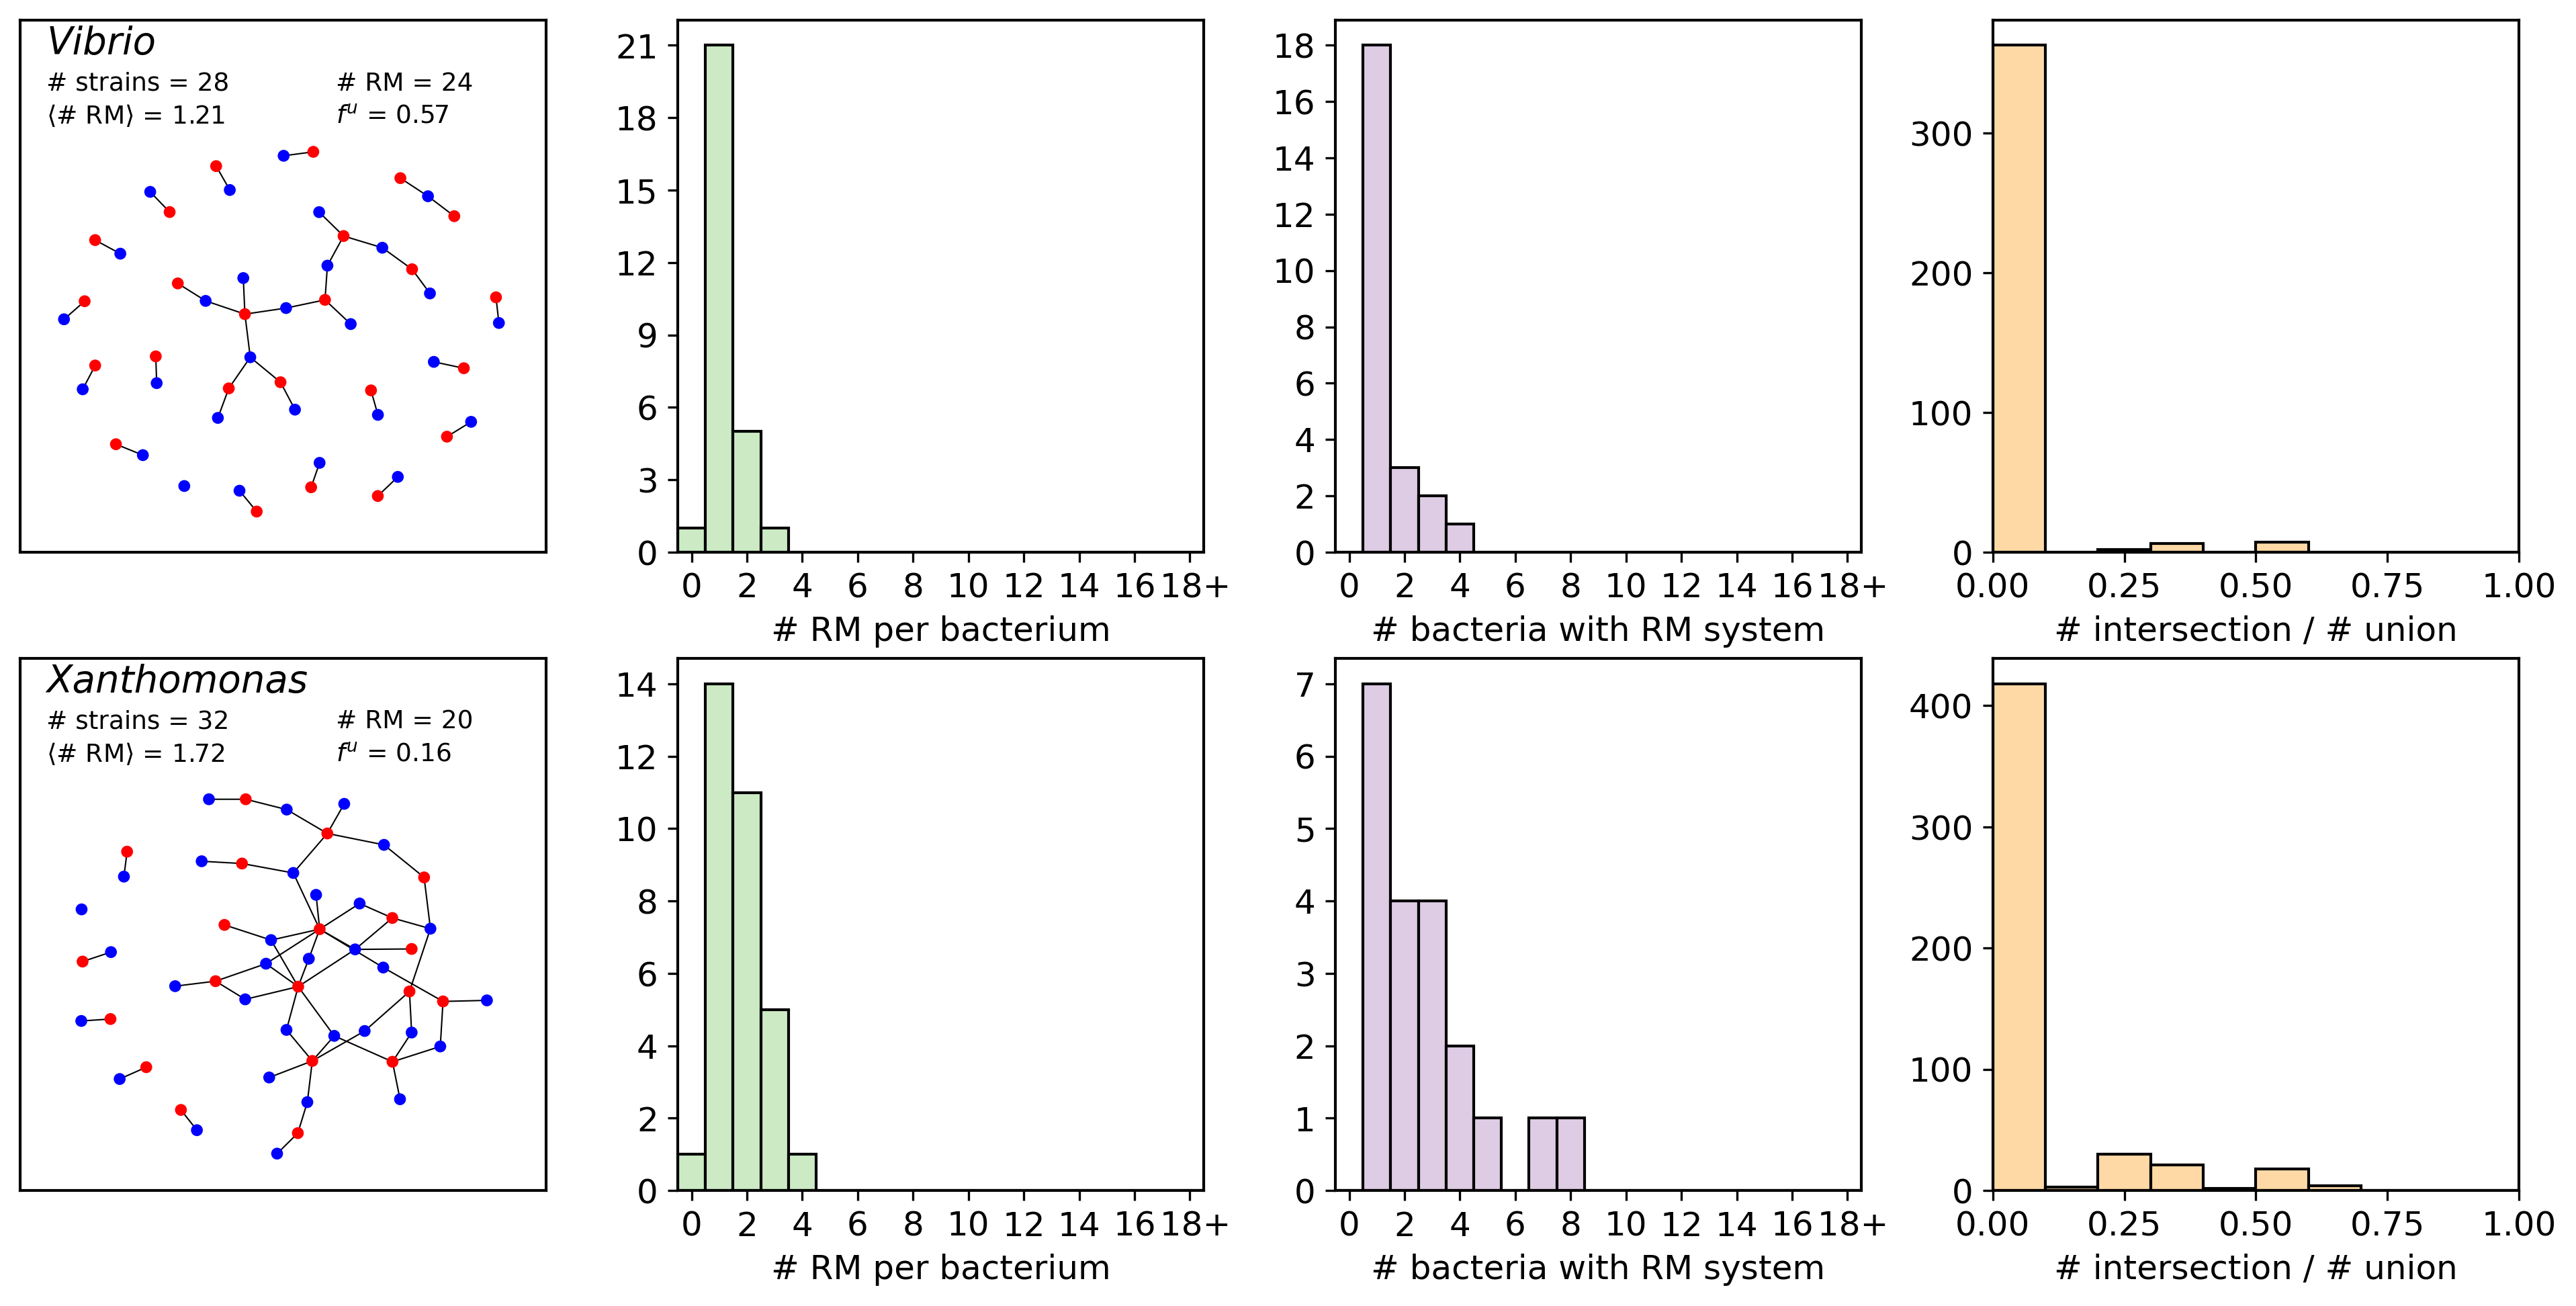 Vibrio
# strains = 28 # RM = 24
⟨# RM⟩ = 1.21 fᵘ = 0.57
21
18
15
12
9
6
3
0
0 2 4 6 8 10 12 14 16 18+
# RM per bacterium
18
16
14
12
10
8
6
4
2
0
0 2 4 6 8 10 12 14 16 18+
# bacteria with RM system
300
200
100
0
0.00 0.25 0.50 0.75 1.00
# intersection / # union
Xanthomonas
# strains = 32 # RM = 20
⟨# RM⟩ = 1.72 fᵘ = 0.16
14
12
10
8
6
4
2
0
0 2 4 6 8 10 12 14 16 18+
# RM per bacterium
7
6
5
4
3
2
1
0
0 2 4 6 8 10 12 14 16 18+
# bacteria with RM system
400
300
200
100
0
0.00 0.25 0.50 0.75 1.00
# intersection / # union